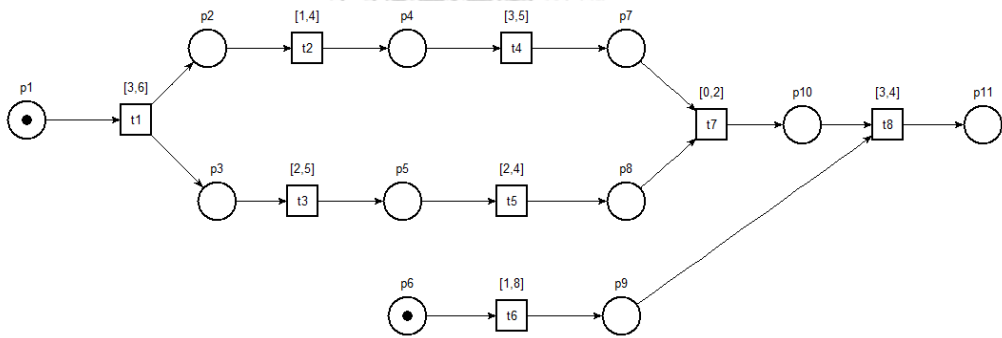 p2 [1,4] p4 [3,5] p7
t2 t4
p1 [3,6] [0,2] p10 [3,4] p11
t1 t7 t8
p3 [2,5] p5 [2,4] p8
t3 t5
p6 [1,8] p9
t6